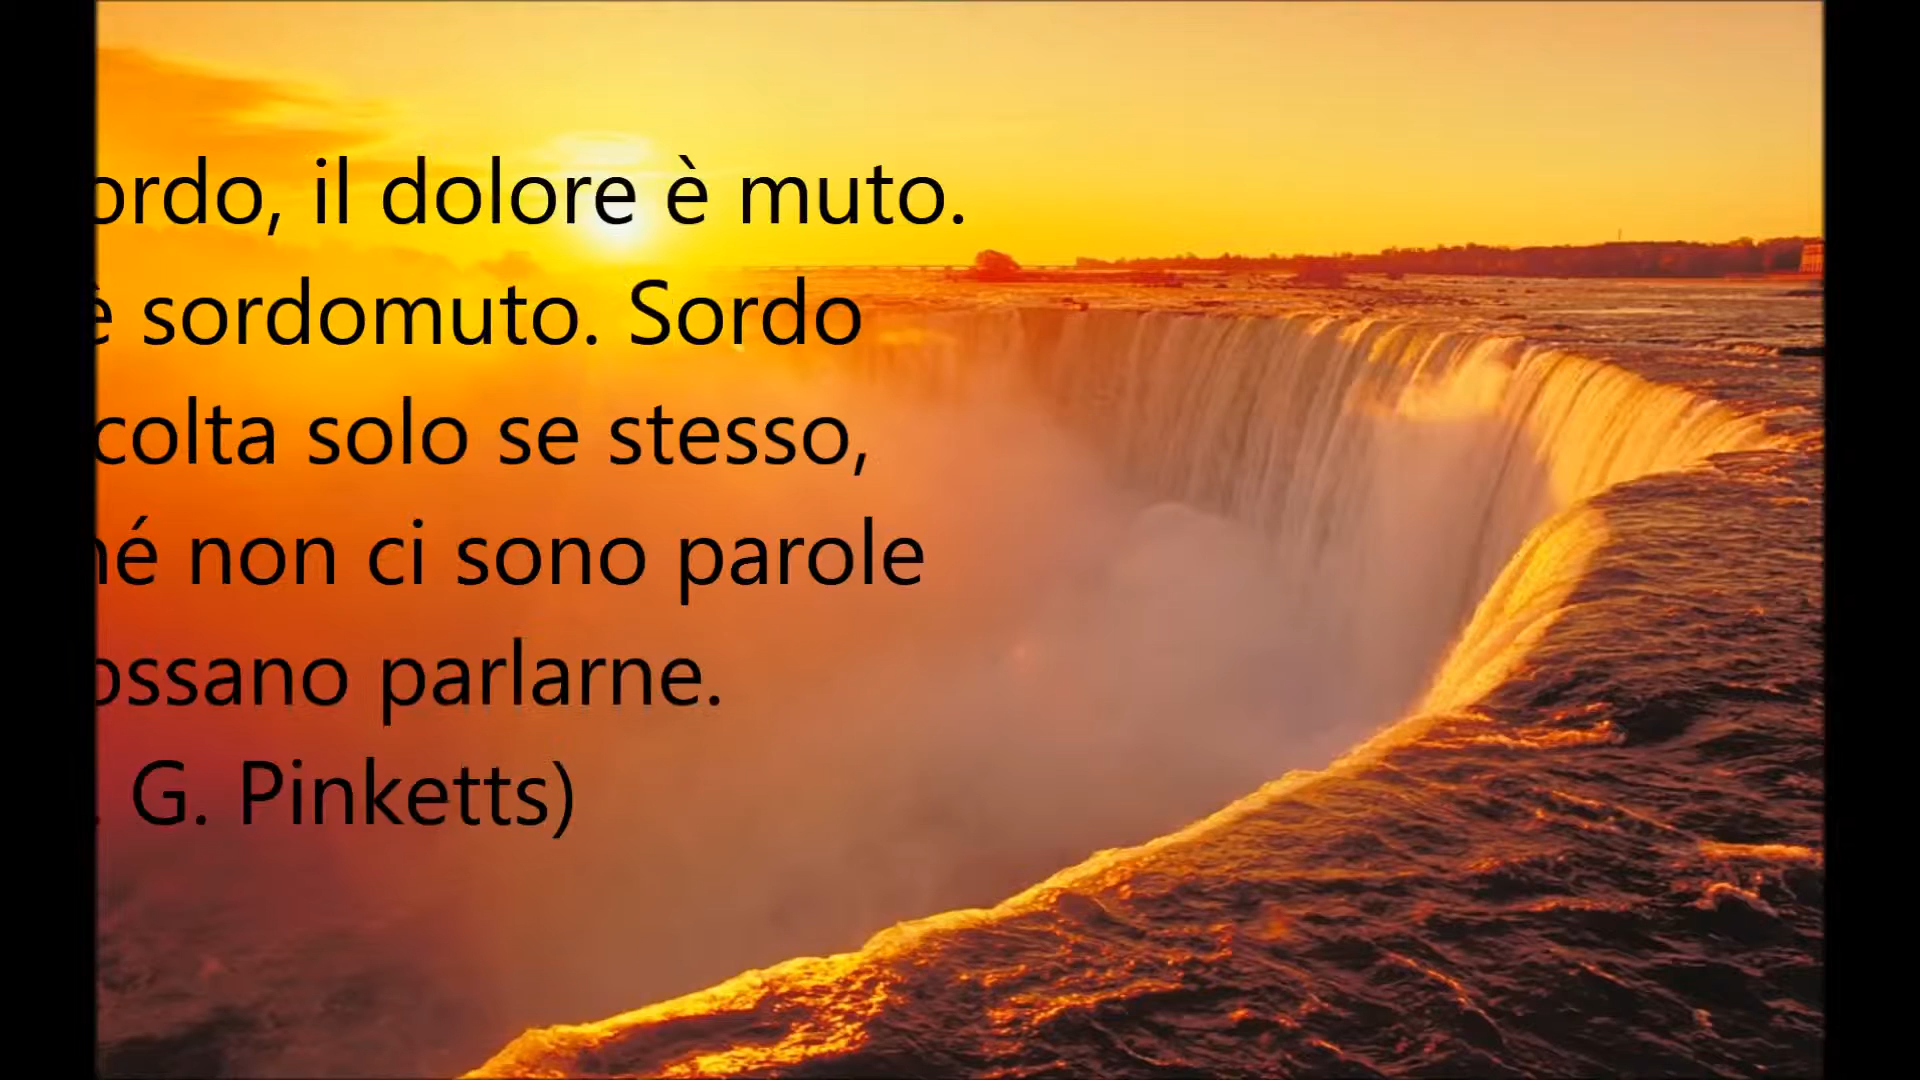 ordo, il dolore è muto.
è sordomuto. Sordo
colta solo se stesso,
hé non ci sono parole
ossano parlarne.
. G. Pinketts)